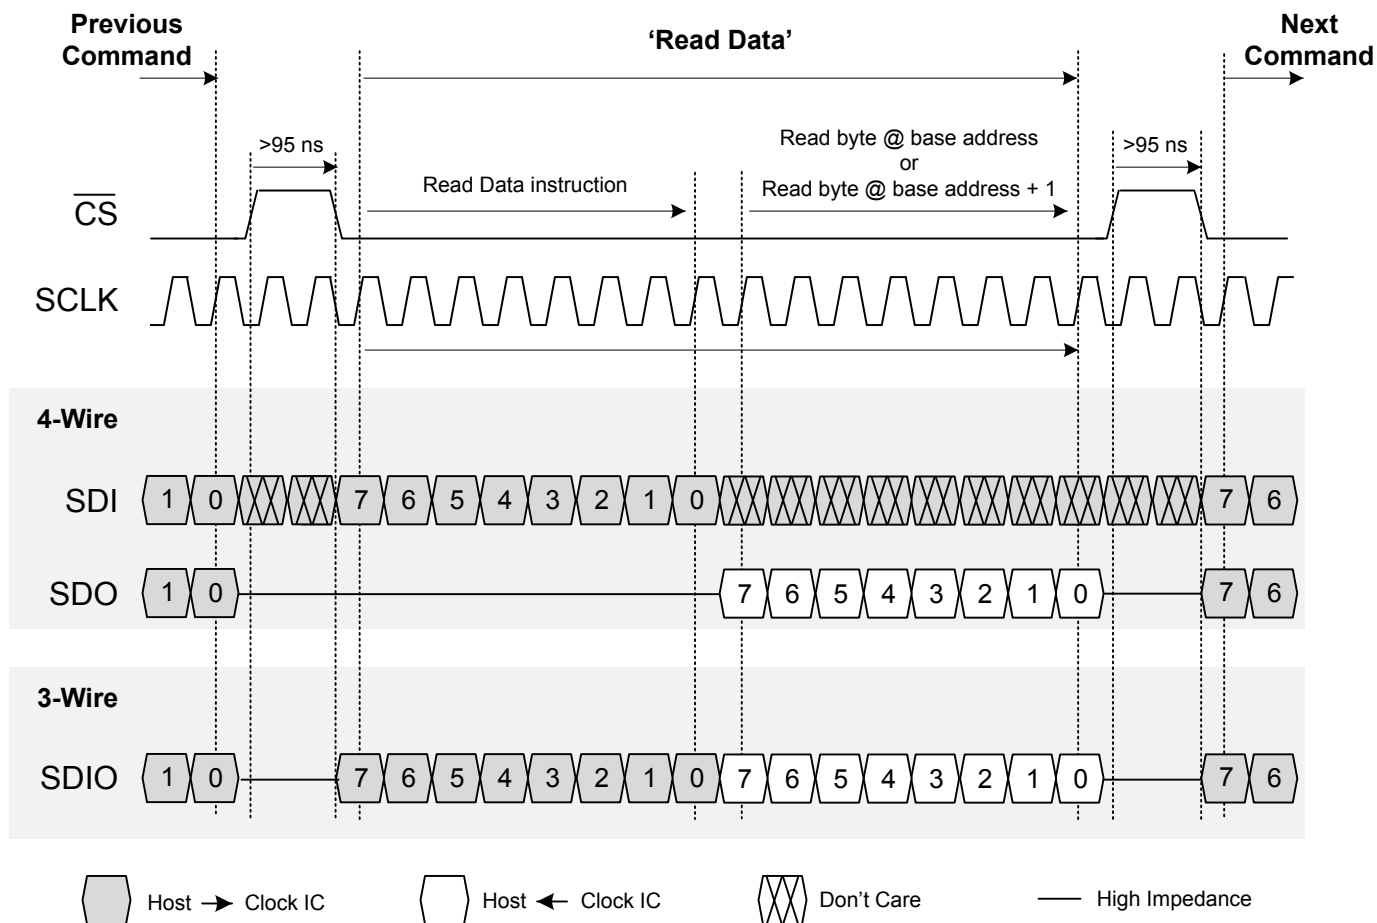 Previous
Command
‘Read Data’
Next
Command
>95 ns
Read byte @ base address
or
Read byte @ base address + 1
>95 ns
Read Data instruction
CS
SCLK
4-Wire
SDI 1 0 7 6 5 4 3 2 1 0 7 6
SDO 1 0 7 6 5 4 3 2 1 0 7 6
3-Wire
SDIO 1 0 7 6 5 4 3 2 1 0 7 6 5 4 3 2 1 0 7 6
Host Clock IC Host Clock IC Don’t Care High Impedance